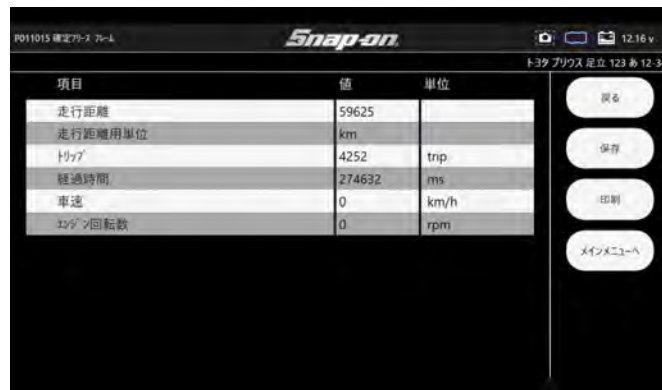 P011015 確定フリーズ フレーム
Snap-on
12.16 v
トヨタ プリウス 足立 123 あ 12-3
項目 値 単位
走行距離 59625
走行距離用単位 km
トリップ 4252 trip
経過時間 274632 ms
車速 0 km/h
エンジン回転数 0 rpm
戻る
保存
印刷
メインメニューへ